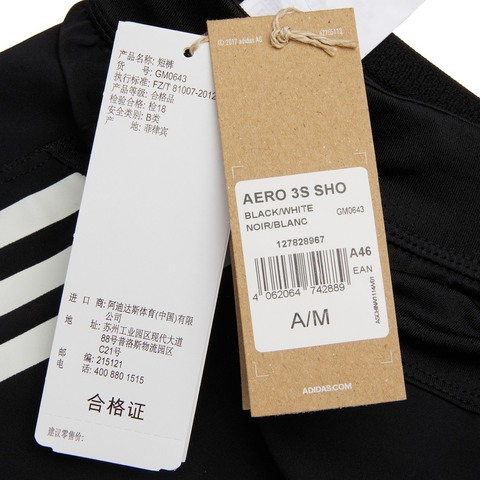 产品名称: 短裤
货 号: GM0643
执行标准: FZ/T 81007-2012
产品等级: 合格品
检验合格: 检18
安全类别: B类
产 地: 菲律宾
进 口 商: 阿迪达斯体育(中国)有限
公司
地 址: 苏州工业园区现代大道
88号普洛斯物流园区
C21号
邮 编: 215121
电 话: 400 880 1515
合格证
建议零售价:
(C) 2017 adidas AG
AERO 3S SHO
BLACK/WHITE
GM0643
NOIR/BLANC
127828967
A46
EAN
4 062064 742889
A/M
ADIDAS.COM